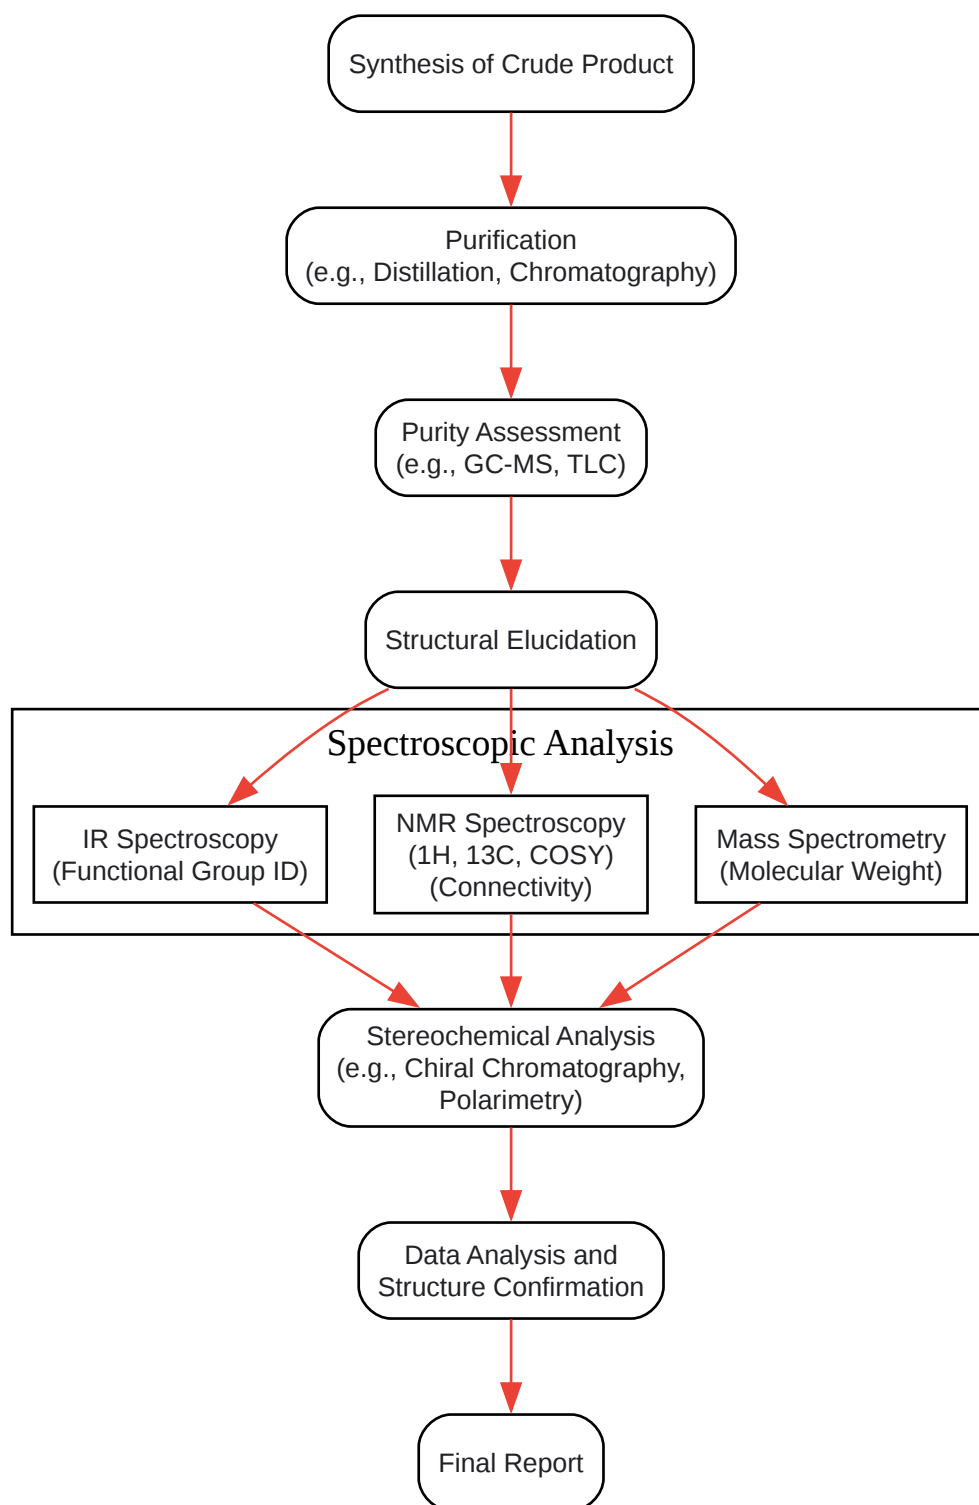 Synthesis of Crude Product
Purification
(e.g., Distillation, Chromatography)
Purity Assessment
(e.g., GC-MS, TLC)
Structural Elucidation
Spectroscopic Analysis
IR Spectroscopy
(Functional Group ID)
NMR Spectroscopy
(1H, 13C, COSY)
(Connectivity)
Mass Spectrometry
(Molecular Weight)
Stereochemical Analysis
(e.g., Chiral Chromatography,
Polarimetry)
Data Analysis and
Structure Confirmation
Final Report